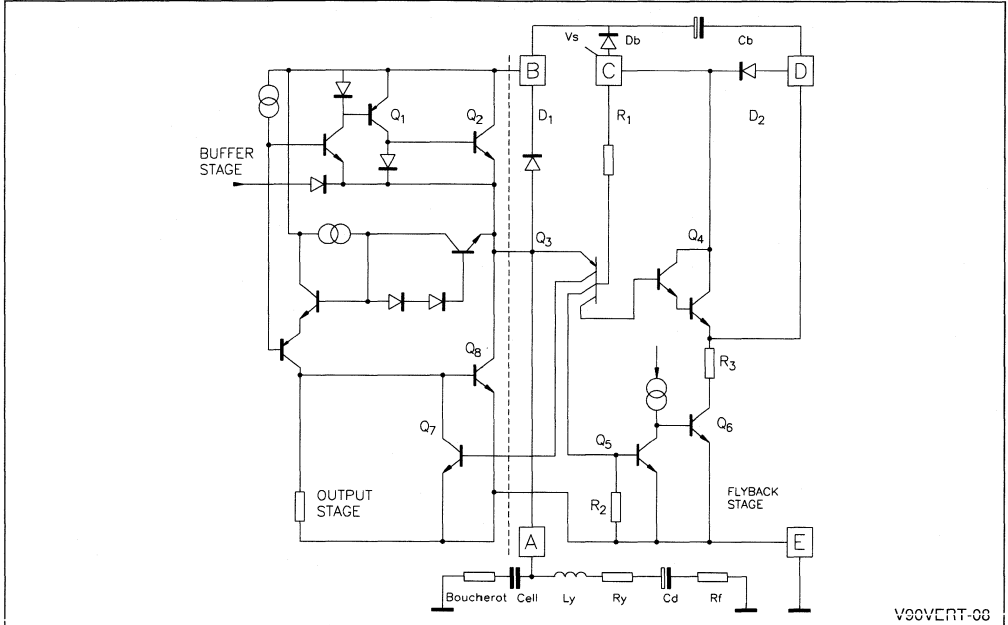 Vs
Db
Cb
B
C
D
Q1
Q2
D1
R1
D2
BUFFER
STAGE
Q3
Q4
Q8
R3
Q7
Q5
Q6
OUTPUT
STAGE
R2
FLYBACK
STAGE
A
E
Boucherot
Cell
Ly
Ry
Cd
Rf
V90VERT-08